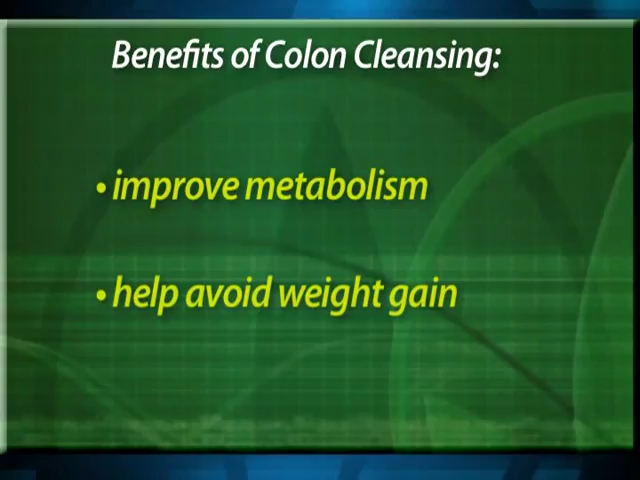 Benefits of Colon Cleansing:
• improve metabolism
• help avoid weight gain